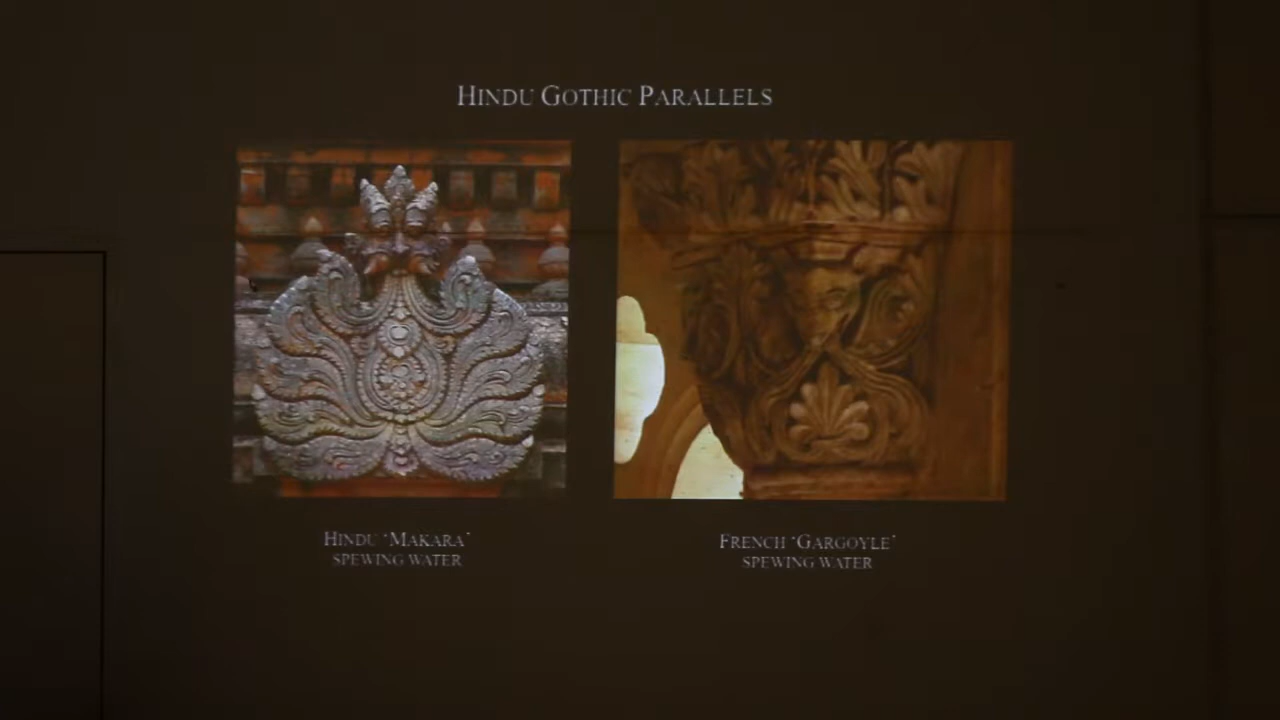 HINDU GOTHIC PARALLELS
HINDU ‘MAKARA’
SPEWING WATER
FRENCH ‘GARGOYLE’
SPEWING WATER